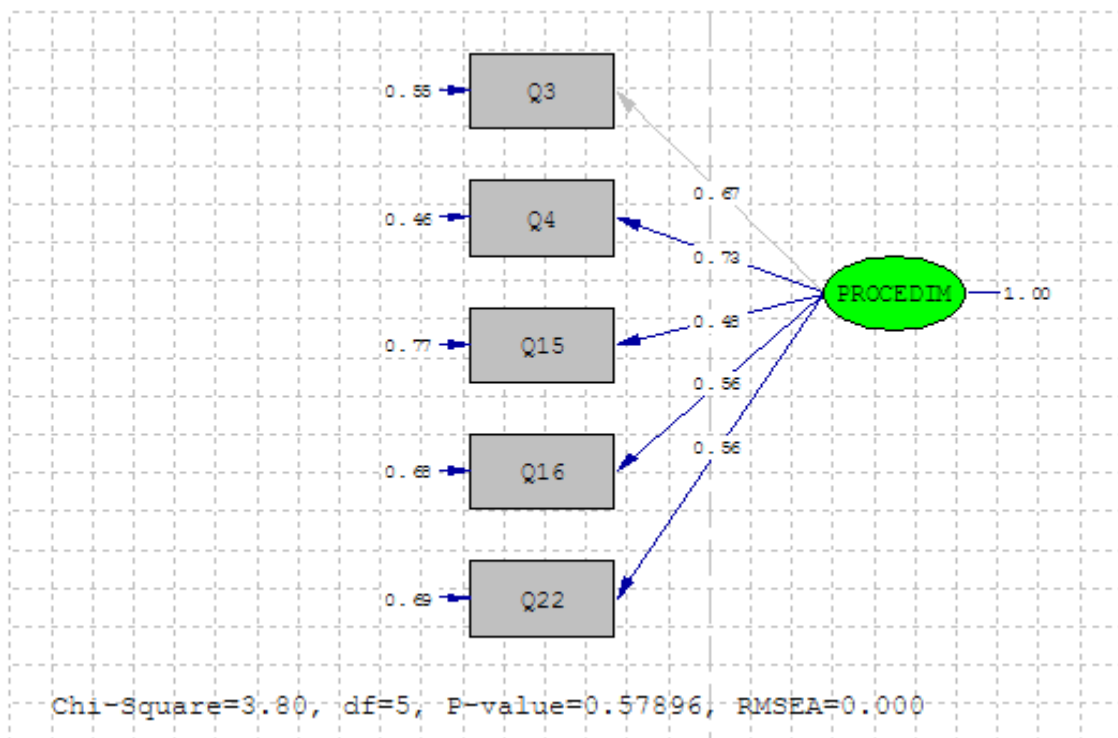 0.55 Q3
0.67
0.46 Q4
0.73
PROCEDIM 1.00
0.48
0.77 Q15
0.56
0.56
0.68 Q16
0.69 Q22
Chi-Square=3.80, df=5, P-value=0.57896, RMSEA=0.000